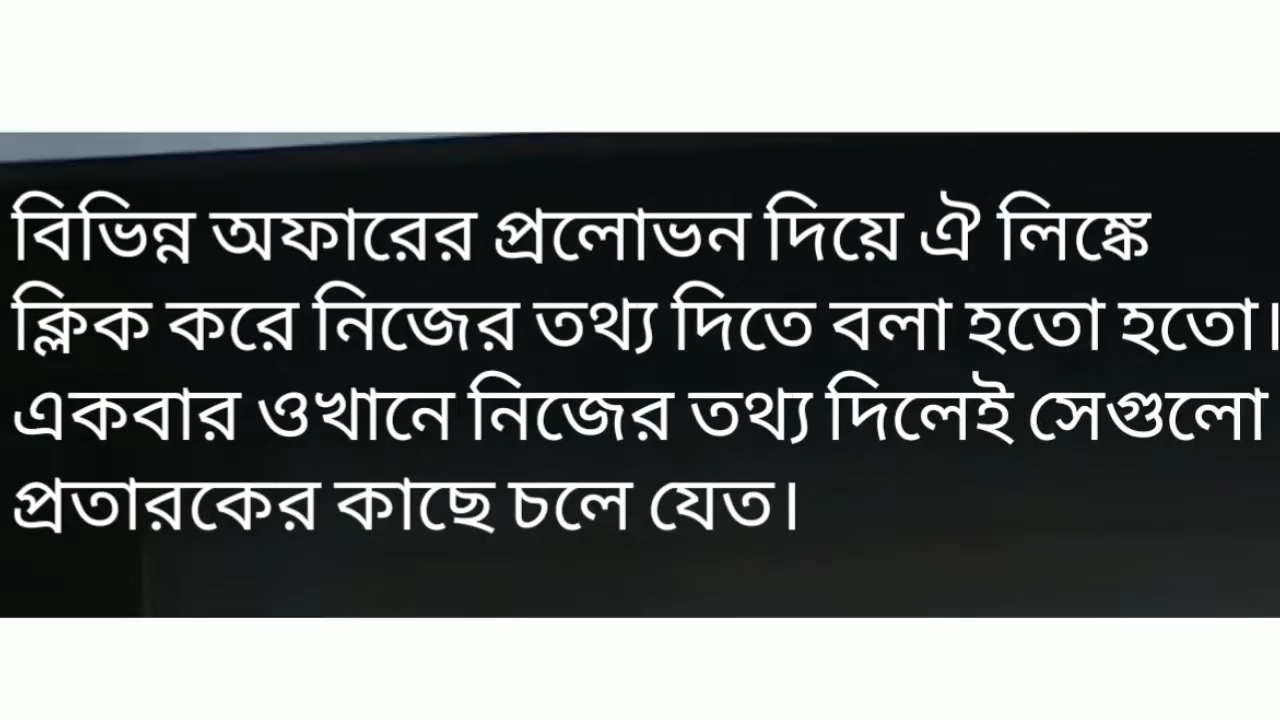 বিভিন্ন অফারের প্রলোভন দিয়ে ঐ লিঙ্কে
ক্লিক করে নিজের তথ্য দিতে বলা হতো হতো।
একবার ওখানে নিজের তথ্য দিলেই সেগুলো
প্রতারকের কাছে চলে যেত।